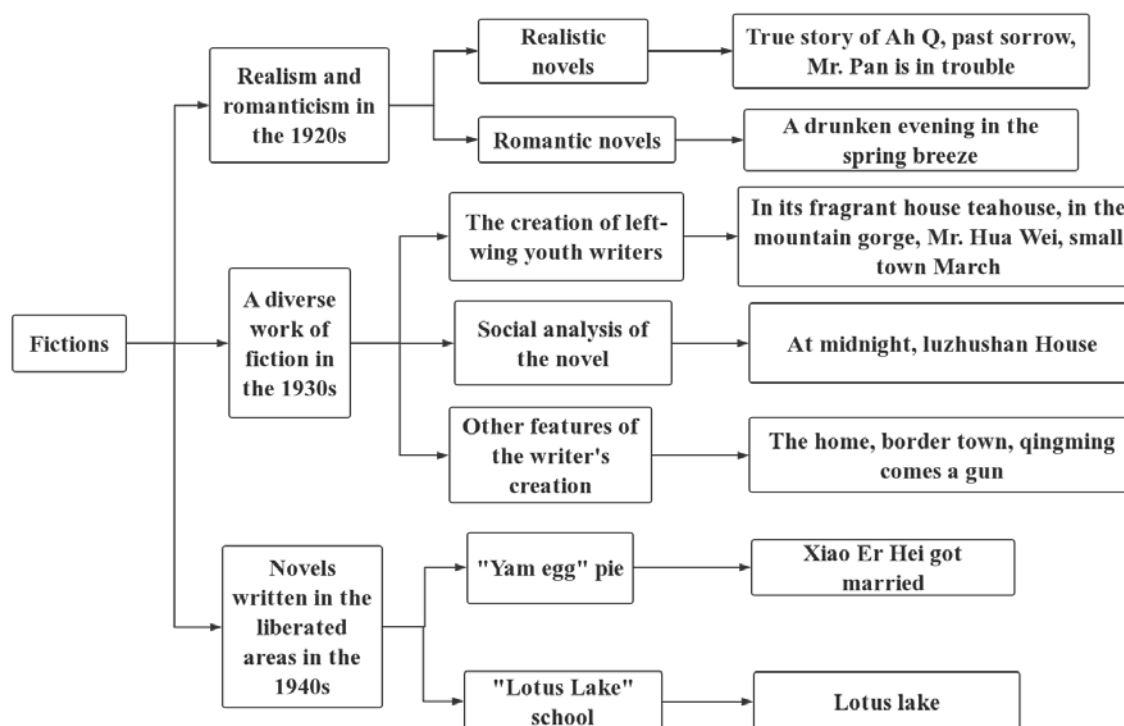 Fictions
Realism and
romanticism in
the 1920s
Realistic
novels
True story of Ah Q, past sorrow,
Mr. Pan is in trouble
Romantic novels
A drunken evening in the
spring breeze
A diverse
work of
fiction in
the 1930s
The creation of left-
wing youth writers
In its fragrant house teahouse, in the
mountain gorge, Mr. Hua Wei, small
town March
Social analysis of
the novel
At midnight, luzhushan House
Other features of
the writer's
creation
The home, border town, qingming
comes a gun
Novels
written in the
liberated
areas in the
1940s
"Yam egg" pie
Xiao Er Hei got
married
"Lotus Lake"
school
Lotus lake